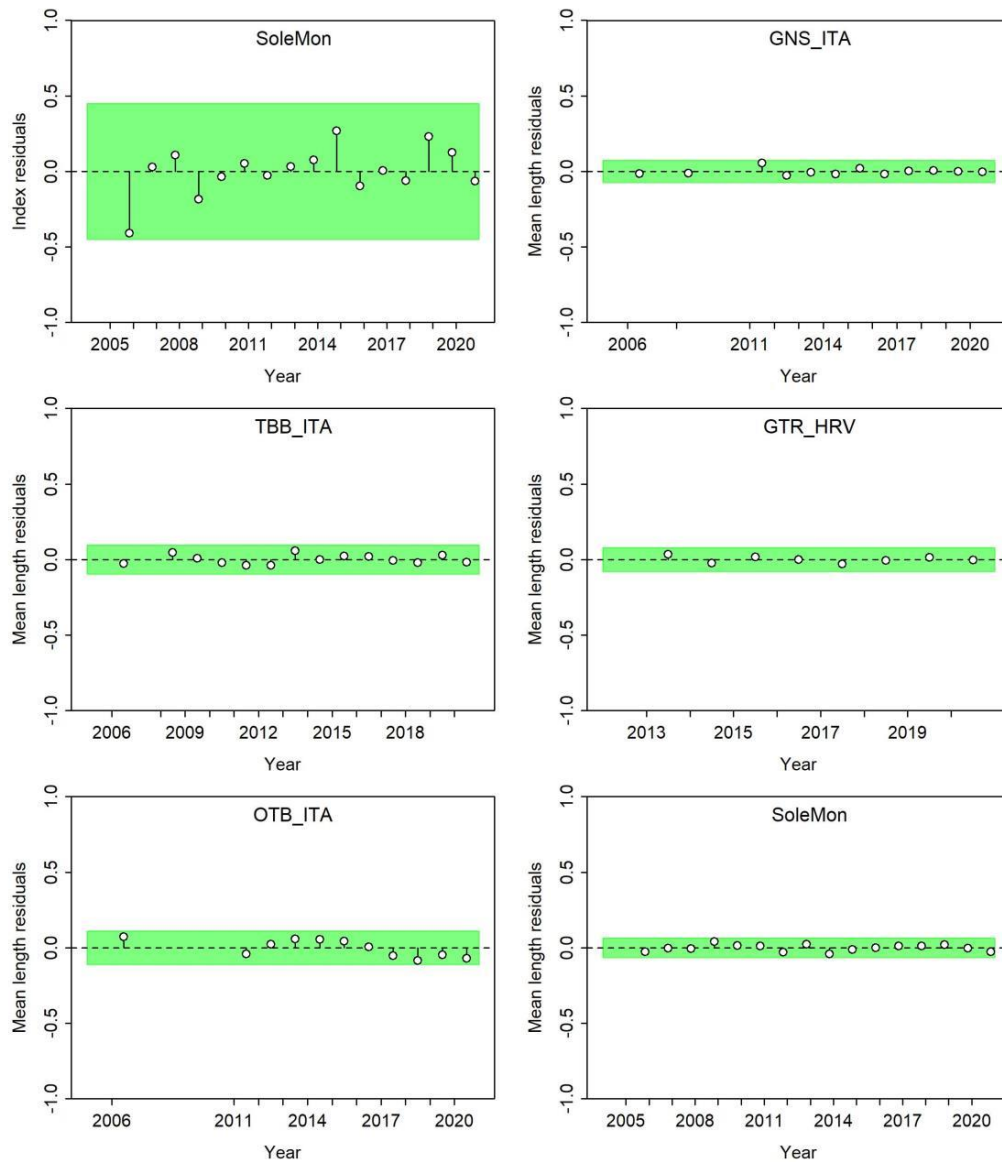 SoleMon
Index residuals
1.0
0.5
0.0
-0.5
-1.0
2005 2008 2011 2014 2017 2020
Year
GNS_ITA
Mean length residuals
1.0
0.5
0.0
-0.5
-1.0
2006 2011 2014 2017 2020
Year
TBB_ITA
Mean length residuals
1.0
0.5
0.0
-0.5
-1.0
2006 2009 2012 2015 2018
Year
GTR_HRV
Mean length residuals
1.0
0.5
0.0
-0.5
-1.0
2013 2015 2017 2019
Year
OTB_ITA
Mean length residuals
1.0
0.5
0.0
-0.5
-1.0
2006 2011 2014 2017 2020
Year
SoleMon
Mean length residuals
1.0
0.5
0.0
-0.5
-1.0
2005 2008 2011 2014 2017 2020
Year